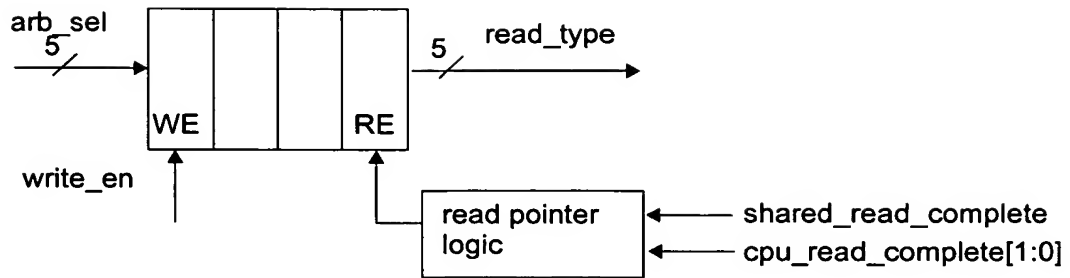 arb_sel
5
5
read_type
WE
RE
write_en
read pointer
logic
shared_read_complete
cpu_read_complete[1:0]